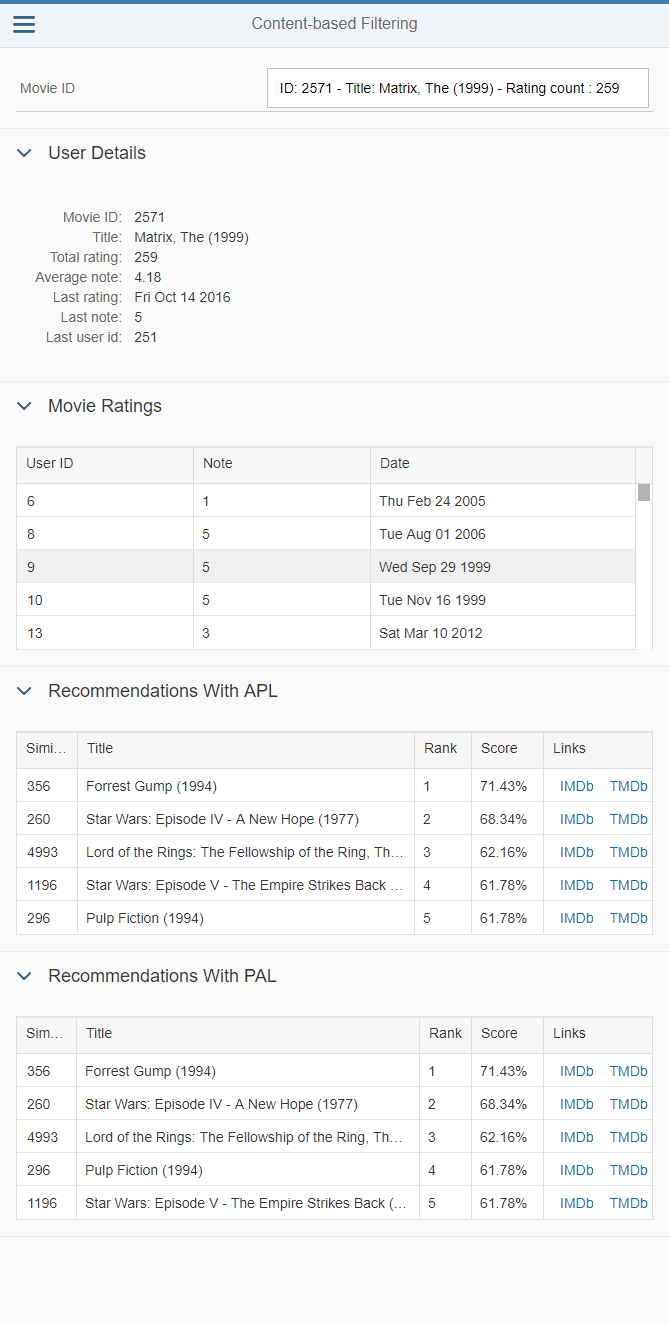 Content-based Filtering
Movie ID
ID: 2571 - Title: Matrix, The (1999) - Rating count : 259
User Details
Movie ID: 2571
Title: Matrix, The (1999)
Total rating: 259
Average note: 4.18
Last rating: Fri Oct 14 2016
Last note: 5
Last user id: 251
Movie Ratings
User ID Note Date
6 1 Thu Feb 24 2005
8 5 Tue Aug 01 2006
9 5 Wed Sep 29 1999
10 5 Tue Nov 16 1999
13 3 Sat Mar 10 2012
Recommendations With APL
Simi... Title Rank Score Links
356 Forrest Gump (1994) 1 71.43% IMDb TMDb
260 Star Wars: Episode IV - A New Hope (1977) 2 68.34% IMDb TMDb
4993 Lord of the Rings: The Fellowship of the Ring, Th... 3 62.16% IMDb TMDb
1196 Star Wars: Episode V - The Empire Strikes Back ... 4 61.78% IMDb TMDb
296 Pulp Fiction (1994) 5 61.78% IMDb TMDb
Recommendations With PAL
Sim... Title Rank Score Links
356 Forrest Gump (1994) 1 71.43% IMDb TMDb
260 Star Wars: Episode IV - A New Hope (1977) 2 68.34% IMDb TMDb
4993 Lord of the Rings: The Fellowship of the Ring, Th... 3 62.16% IMDb TMDb
296 Pulp Fiction (1994) 4 61.78% IMDb TMDb
1196 Star Wars: Episode V - The Empire Strikes Back (... 5 61.78% IMDb TMDb